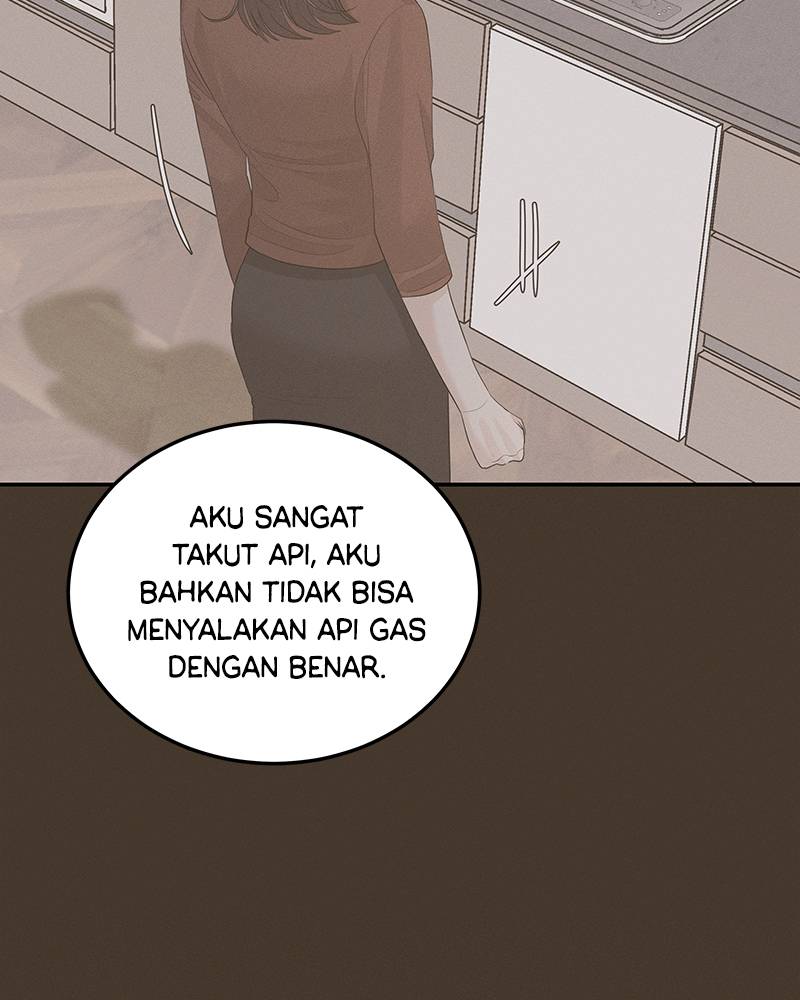 AKU SANGAT
TAKUT API, AKU
BAHKAN TIDAK BISA
MENYALAKAN API GAS
DENGAN BENAR.